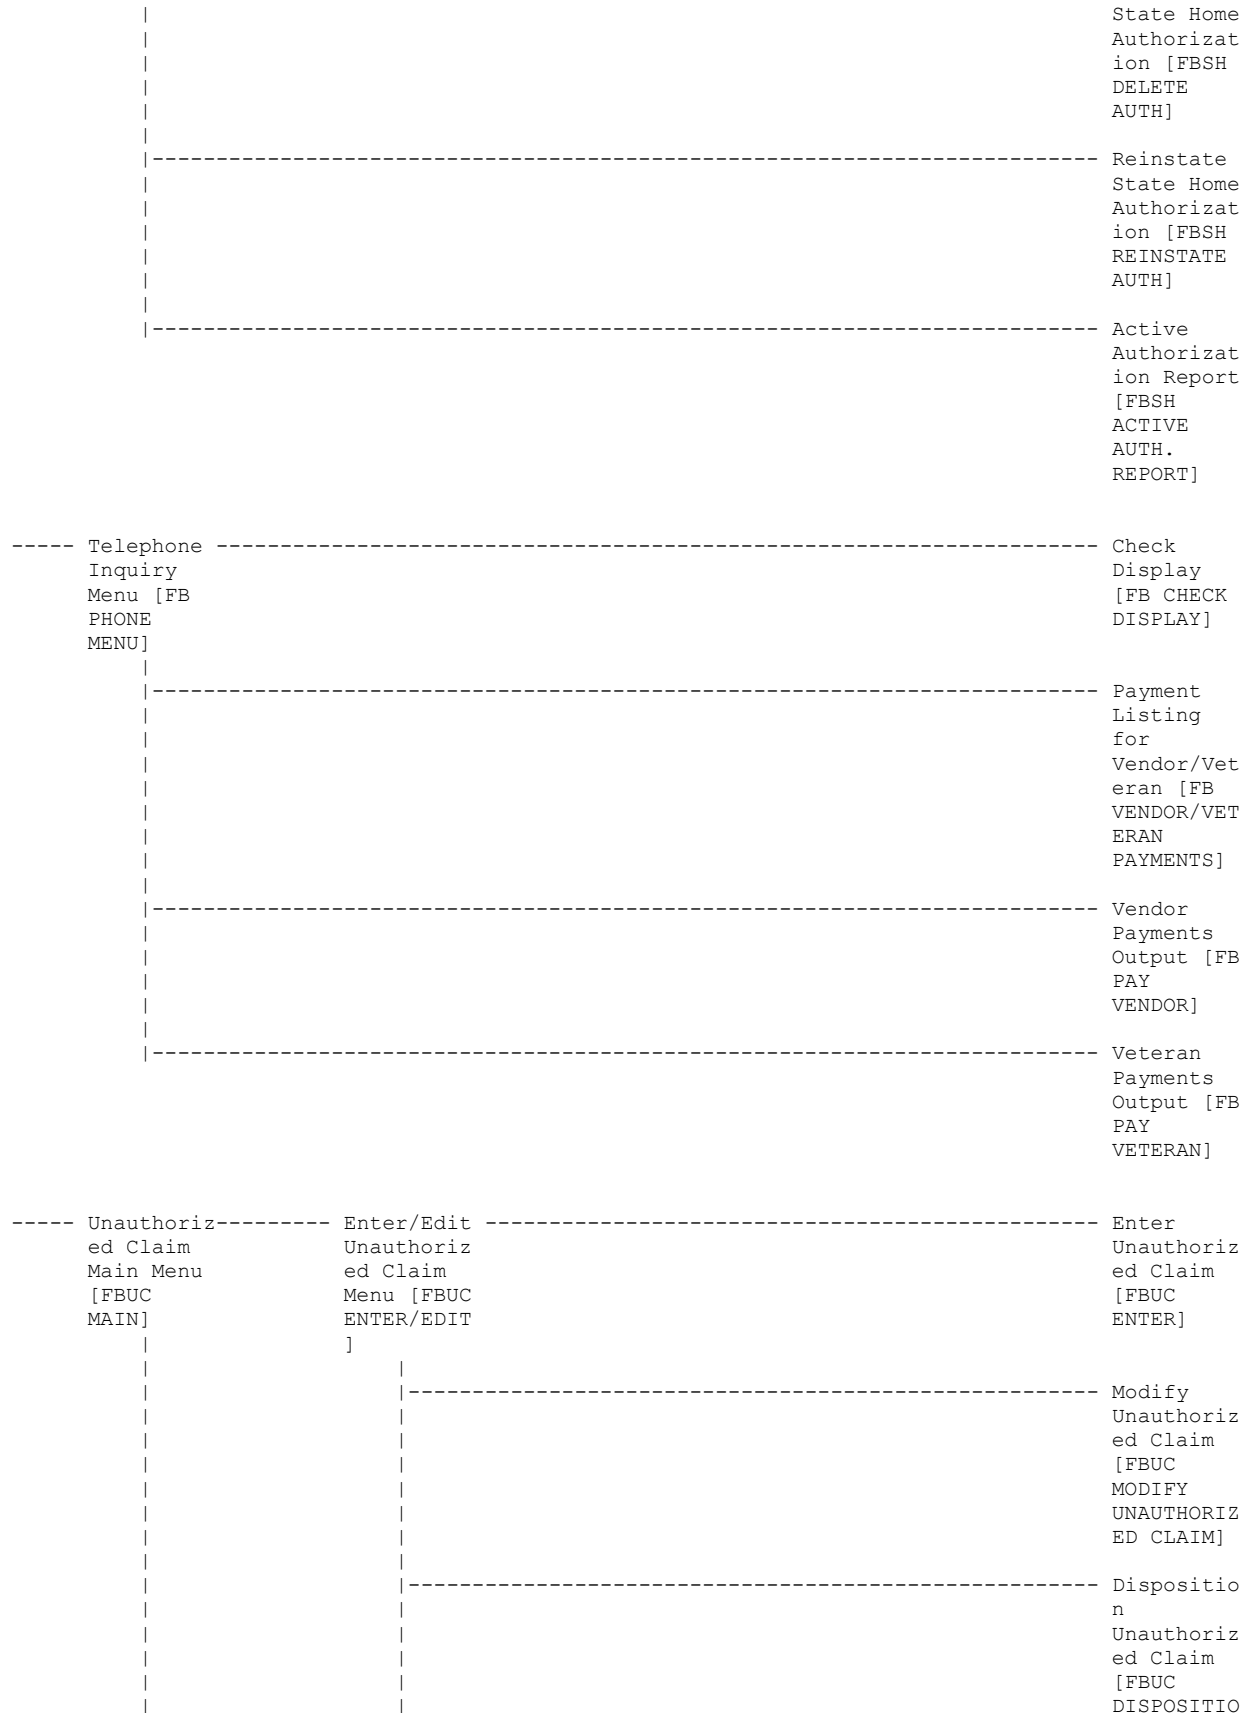 State Home
Authorizat
ion [FBSH
DELETE
AUTH]
Reinstate
State Home
Authorizat
ion [FBSH
REINSTATE
AUTH]
Active
Authorizat
ion Report
[FBSH
ACTIVE
AUTH.
REPORT]
----- Telephone --------------------------------------------------------------------- Check
Inquiry Display
Menu [FB [FB CHECK
PHONE DISPLAY]
MENU]
Payment
Listing
for
Vendor/Vet
eran [FB
VENDOR/VET
ERAN
PAYMENTS]
Vendor
Payments
Output [FB
PAY
VENDOR]
Veteran
Payments
Output [FB
PAY
VETERAN]
----- Unauthoriz--------- Enter/Edit ------------------------------------------------ Enter
ed Claim Unauthoriz Unauthoriz
Main Menu ed Claim ed Claim
[FBUC Menu [FBUC [FBUC
MAIN] ENTER/EDIT ENTER]
]
Modify
Unauthoriz
ed Claim
[FBUC
MODIFY
UNAUTHORIZ
ED CLAIM]
Dispositio
n
Unauthoriz
ed Claim
[FBUC
DISPOSITIO